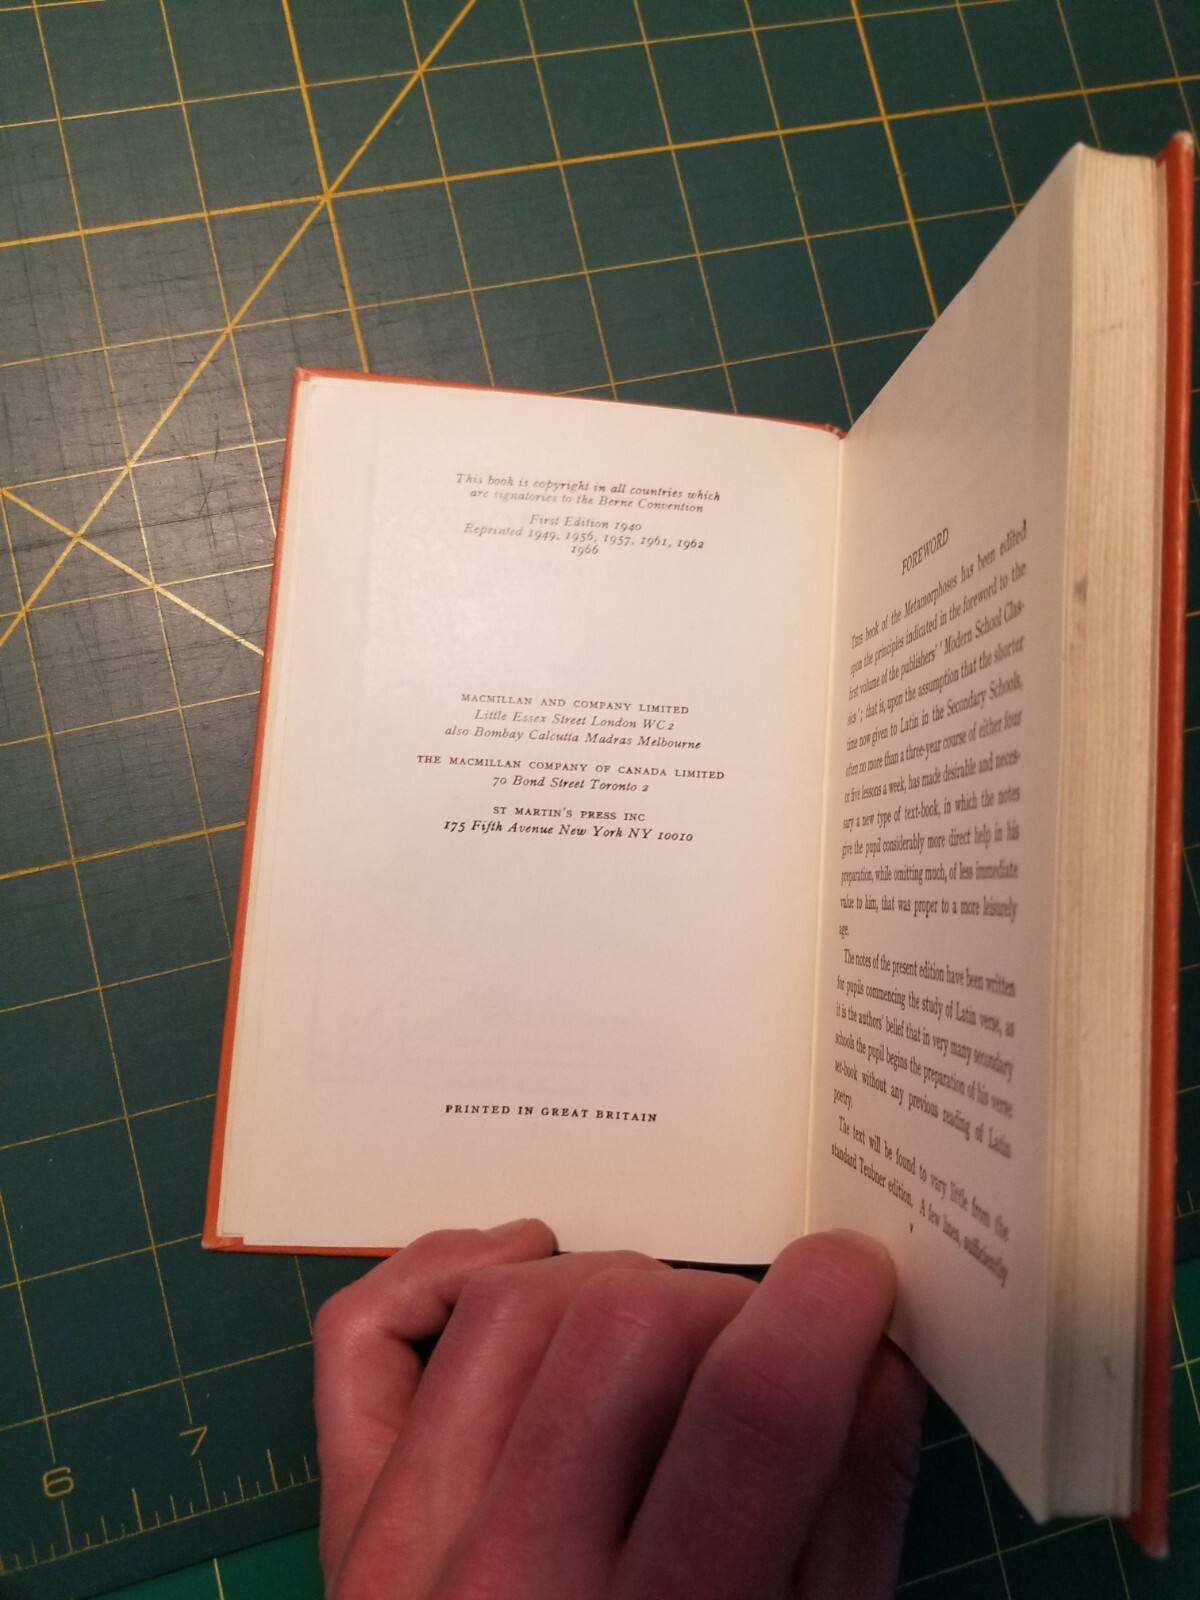 This book is copyright in all countries which
are signatories to the Berne Convention
First Edition 1940
Reprinted 1949, 1956, 1957, 1961, 1962
1966
MACMILLAN AND COMPANY LIMITED
Little Essex Street London WC2
also Bombay Calcutta Madras Melbourne
THE MACMILLAN COMPANY OF CANADA LIMITED
70 Bond Street Toronto 2
ST MARTIN'S PRESS INC
175 Fifth Avenue New York NY 10010
PRINTED IN GREAT BRITAIN
FOREWORD
THIS book of the Metamorphoses has been edited
upon the principles indicated in the foreword to the
first volume of the publishers' ' Modern School Clas-
sics '; that is, upon the assumption that the shorter
time now given to Latin in the Secondary Schools,
often no more than a three-year course of either four
or five lessons a week, has made desirable and neces-
sary a new type of text-book, in which the notes
give the pupil considerably more direct help in his
preparation, while omitting much, of less immediate
value to him, that was proper to a more leisurely
age.
The notes of the present edition have been written
for pupils commencing the study of Latin verse, as
it is the authors' belief that in very many secondary
schools the pupil begins the preparation of his verse
set-book without any previous reading of Latin
poetry.
The text will be found to vary little from the
standard Teubner edition. A few lines, sufficiently
v
6
7